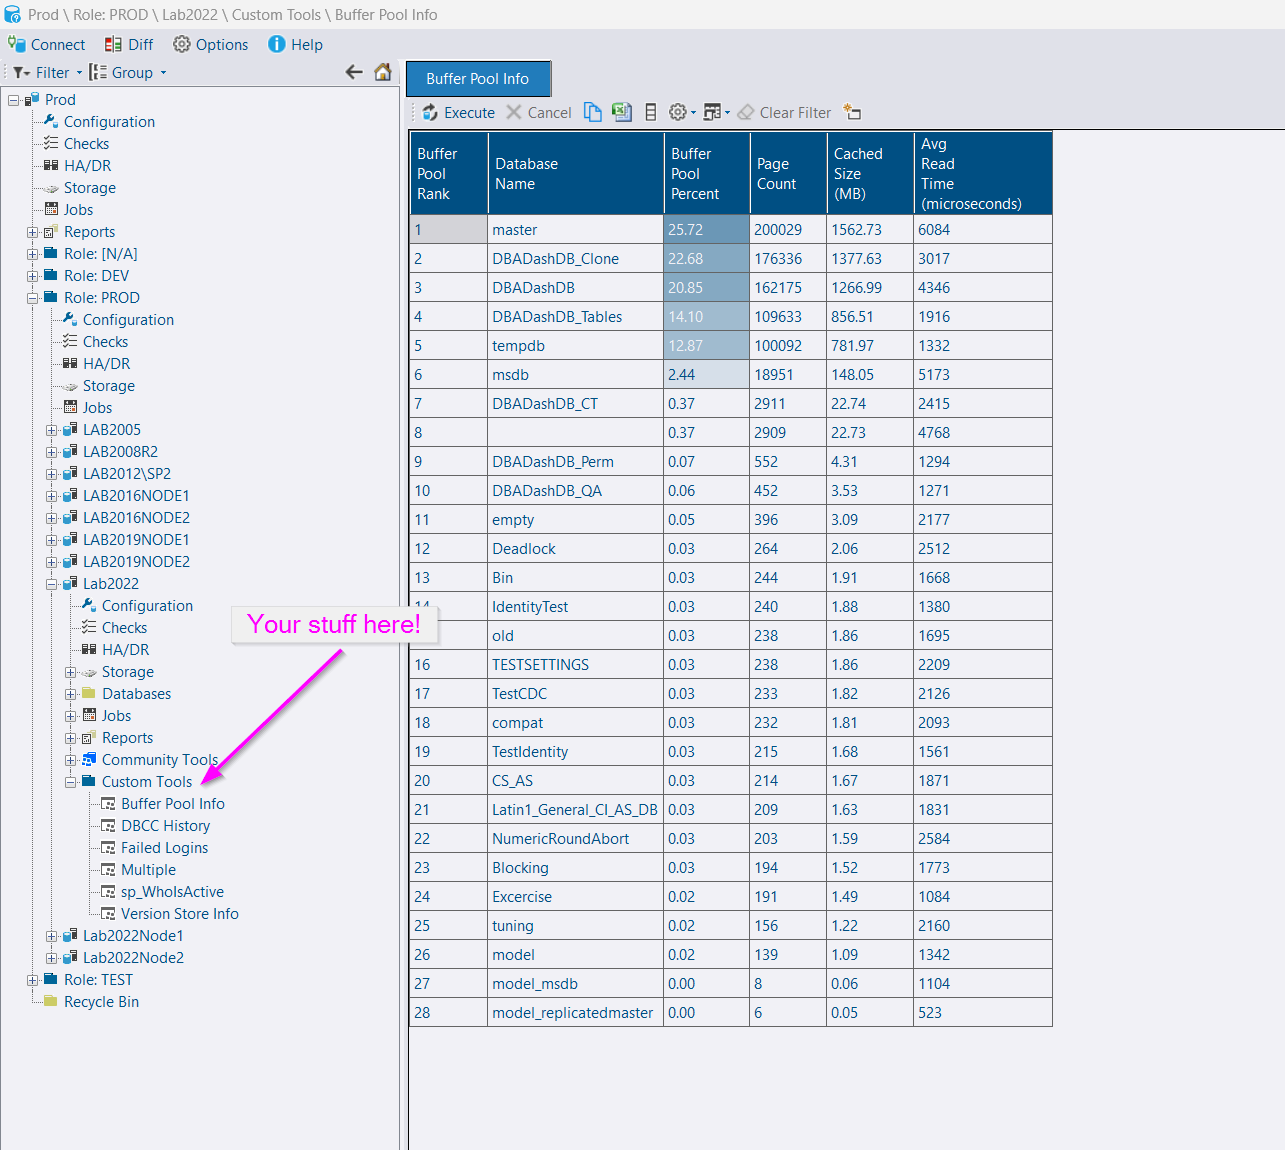 Prod \ Role: PROD \ Lab2022 \ Custom Tools \ Buffer Pool Info
Connect Diff Options Help
Filter Group
Prod
Configuration
Checks
HA/DR
Storage
Jobs
Reports
Role: [N/A]
Role: DEV
Role: PROD
Configuration
Checks
HA/DR
Storage
Jobs
LAB2005
LAB2008R2
LAB2012\SP2
LAB2016NODE1
LAB2016NODE2
LAB2019NODE1
LAB2019NODE2
Lab2022
Configuration
Checks
HA/DR
Storage
Databases
Jobs
Reports
Community Tools
Custom Tools
Buffer Pool Info
DBCC History
Failed Logins
Multiple
sp_WhoIsActive
Version Store Info
Lab2022Node1
Lab2022Node2
Role: TEST
Recycle Bin
Your stuff here!
Buffer Pool Info
Execute Cancel Clear Filter
Buffer Pool Rank Database Name Buffer Pool Percent Page Count Cached Size (MB) Avg Read Time (microseconds)
1 master 25.72 200029 1562.73 6084
2 DBADashDB_Clone 22.68 176336 1377.63 3017
3 DBADashDB 20.85 162175 1266.99 4346
4 DBADashDB_Tables 14.10 109633 856.51 1916
5 tempdb 12.87 100092 781.97 1332
6 msdb 2.44 18951 148.05 5173
7 DBADashDB_CT 0.37 2911 22.74 2415
8 0.37 2909 22.73 4768
9 DBADashDB_Perm 0.07 552 4.31 1294
10 DBADashDB_QA 0.06 452 3.53 1271
11 empty 0.05 396 3.09 2177
12 Deadlock 0.03 264 2.06 2512
13 Bin 0.03 244 1.91 1668
14 IdentityTest 0.03 240 1.88 1380
old 0.03 238 1.86 1695
16 TESTSETTINGS 0.03 238 1.86 2209
17 TestCDC 0.03 233 1.82 2126
18 compat 0.03 232 1.81 2093
19 TestIdentity 0.03 215 1.68 1561
20 CS_AS 0.03 214 1.67 1871
21 Latin1_General_CI_AS_DB 0.03 209 1.63 1831
22 NumericRoundAbort 0.03 203 1.59 2584
23 Blocking 0.03 194 1.52 1773
24 Excercise 0.02 191 1.49 1084
25 tuning 0.02 156 1.22 2160
26 model 0.02 139 1.09 1342
27 model_msdb 0.00 8 0.06 1104
28 model_replicatedmaster 0.00 6 0.05 523